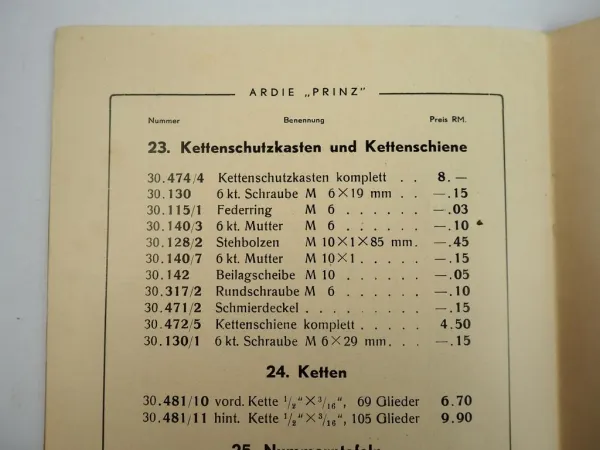 ARDIE „PRINZ"
Nummer Benennung Preis RM.
23. Kettenschutzkasten und Kettenschiene
30.474/4 Kettenschutzkasten komplett . . 8.—
30.130 6 kt. Schraube M 6×19 mm . . —.15
30.115/1 Federring M 6 . . . . . . —.03
30.140/3 6 kt. Mutter M 6 . . . . . . —.10
30.128/2 Stehbolzen M 10×1×85 mm. —.45
30.140/7 6 kt. Mutter M 10×1 . . . . . —.15
30.142 Beilagscheibe M 10 . . . . . . —.05
30.317/2 Rundschraube M 6 . . . . . . —.10
30.471/2 Schmierdeckel . . . . . . . . . —.15
30.472/5 Kettenschiene komplett . . . . . 4.50
30.130/1 6 kt. Schraube M 6×29 mm . . . —.15
24. Ketten
30.481/10 vord. Kette 1/2"×3/16", 69 Glieder 6.70
30.481/11 hint. Kette 1/2"×3/16", 105 Glieder 9.90
25. Nummerntafeln